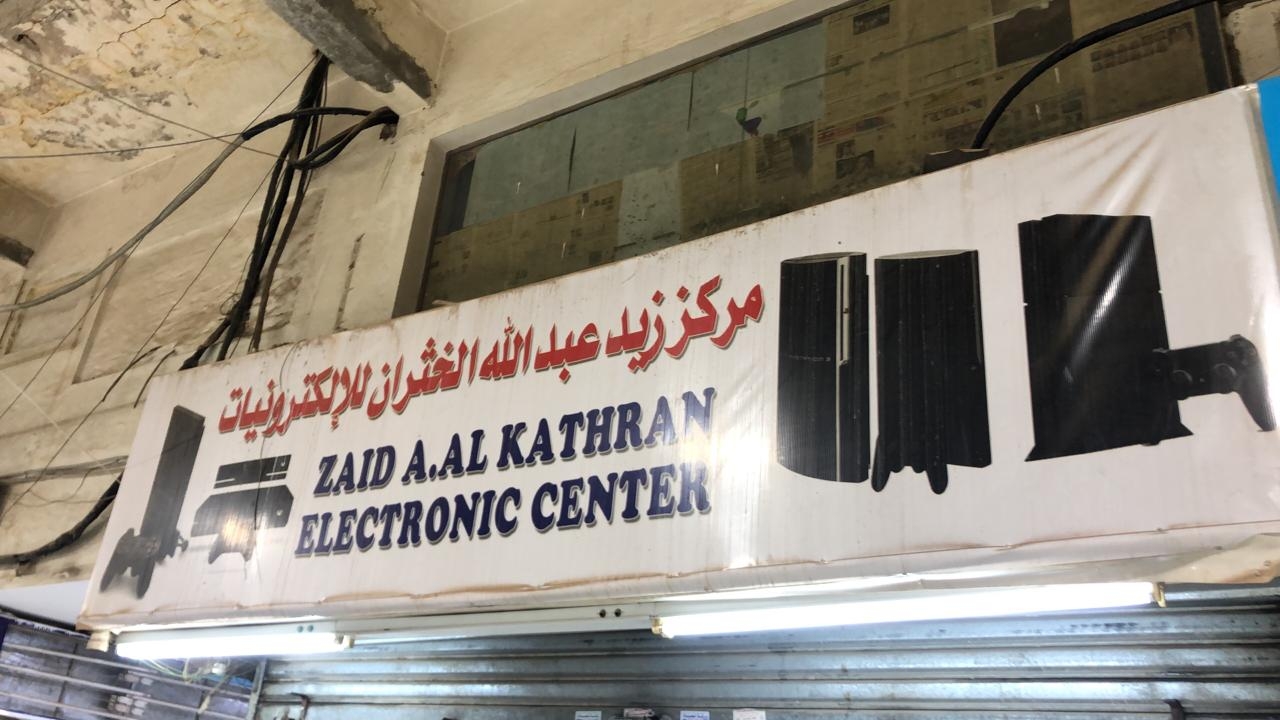 مركز زيد عبد الله الخثران للإلكترونيات
ZAID A.AL KATHRAN
ELECTRONIC CENTER